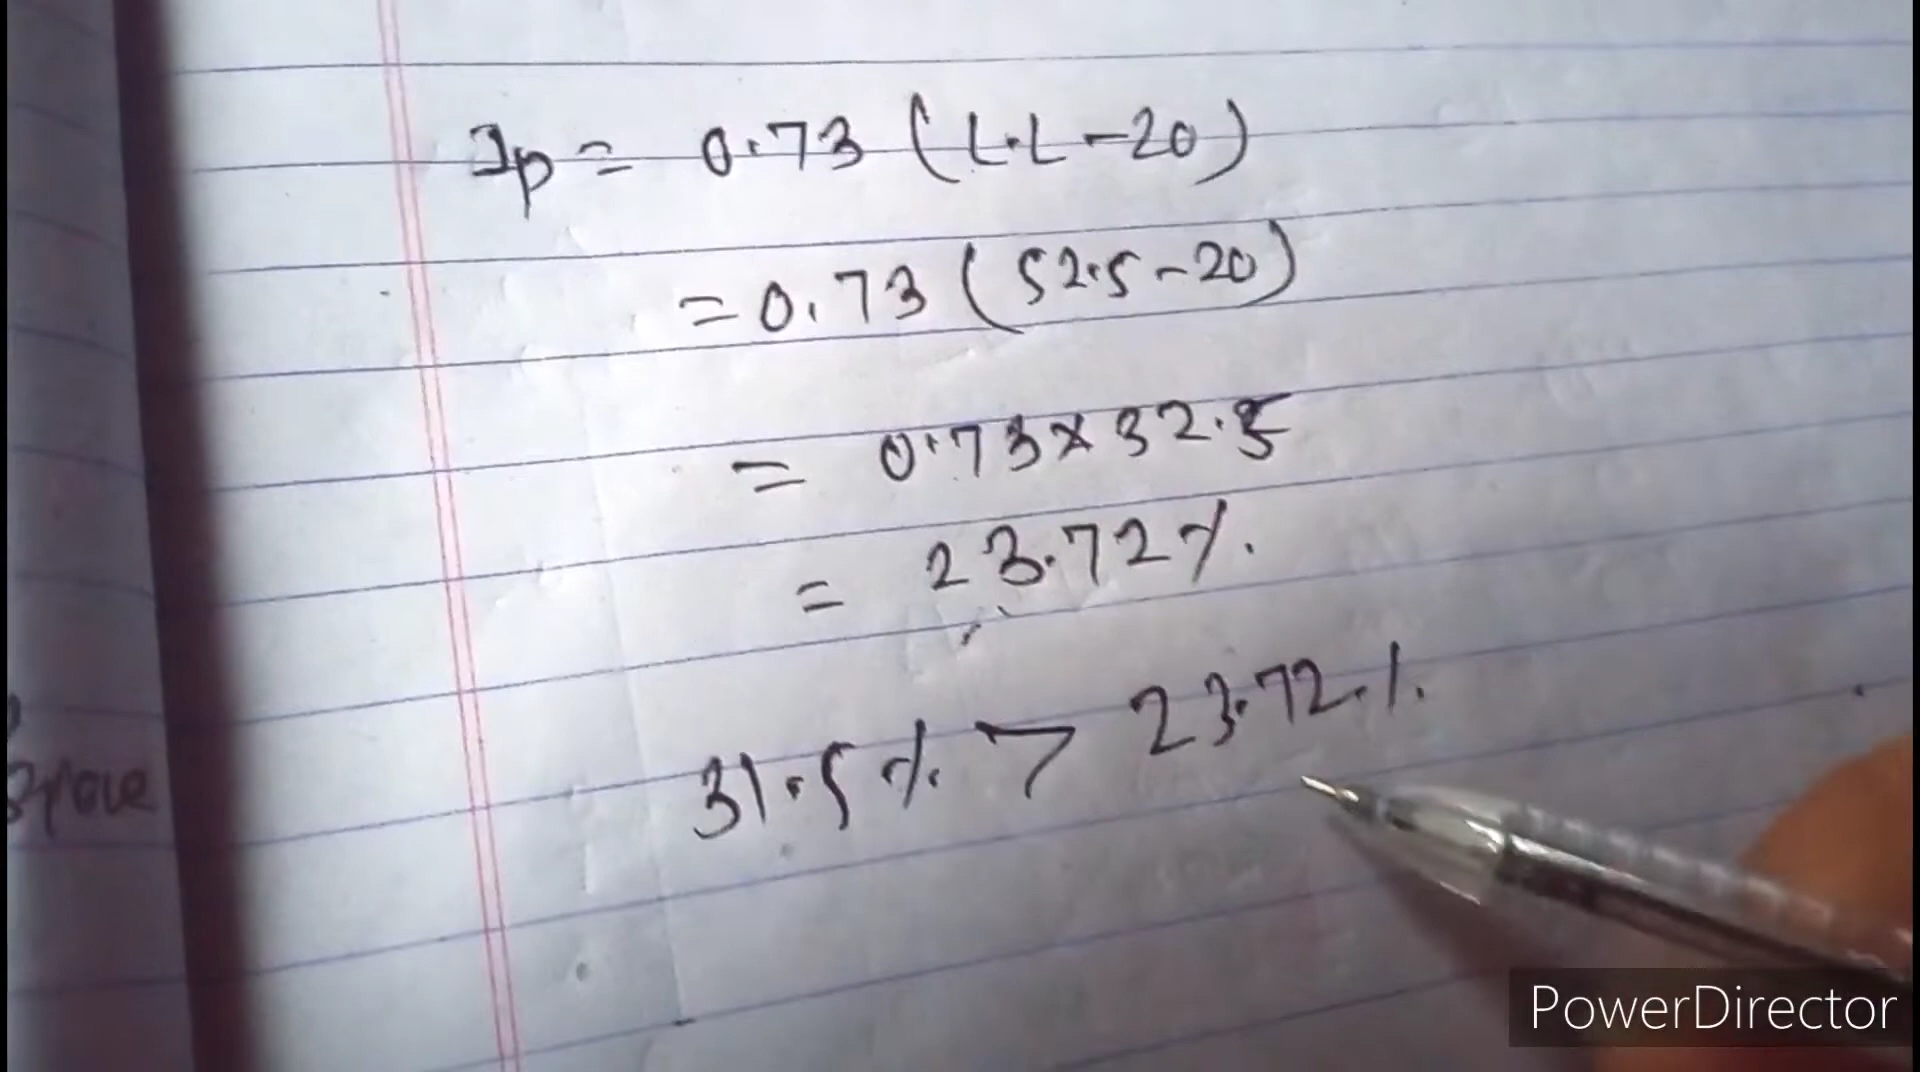 Ip = 0.73 (L.L - 20)
= 0.73 (52.5 - 20)
= 0.73 x 32.5
= 23.72 %.
31.5 %. > 23.72 %.
PowerDirector